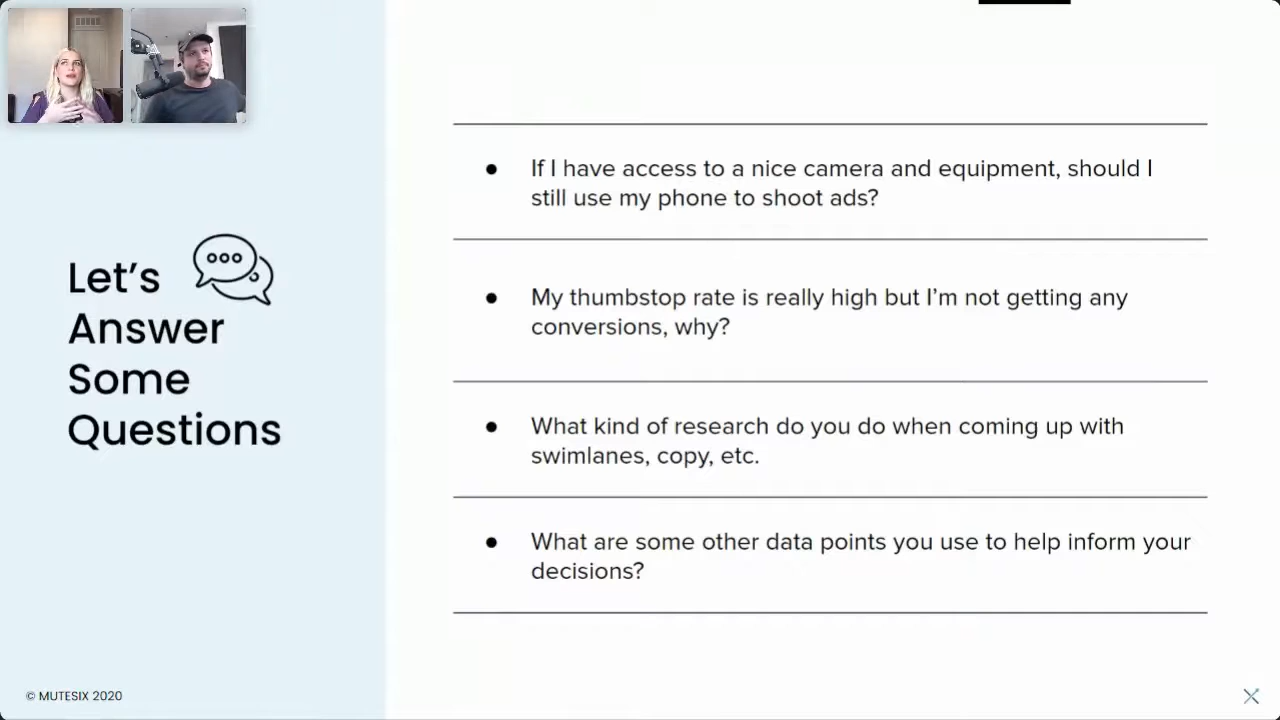 Let’s
Answer
Some
Questions
● If I have access to a nice camera and equipment, should I
still use my phone to shoot ads?
● My thumbstop rate is really high but I’m not getting any
conversions, why?
● What kind of research do you do when coming up with
swimlanes, copy, etc.
● What are some other data points you use to help inform your
decisions?
© MUTESIX 2020